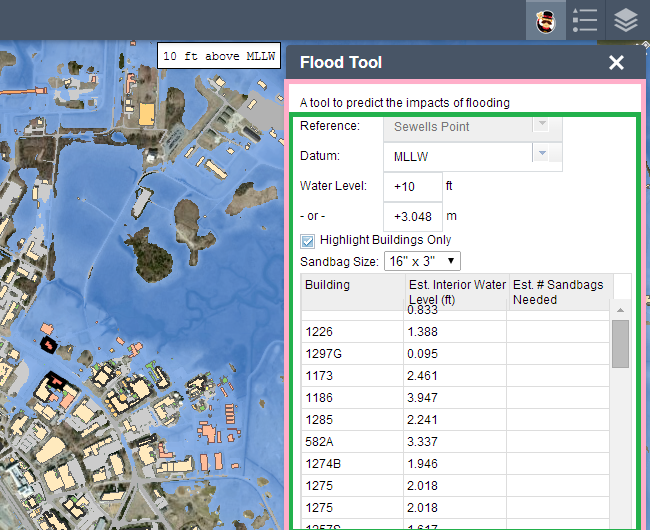 10 ft above MLLW
Flood Tool
A tool to predict the impacts of flooding
Reference: Sewells Point
Datum: MLLW
Water Level: +10 ft
- or - +3.048 m
Highlight Buildings Only
Sandbag Size: 16" x 3"
Building Est. Interior Water Level (ft) Est. # Sandbags Needed
0.833
1226 1.388
1297G 0.095
1173 2.461
1186 3.947
1285 2.241
582A 3.337
1274B 1.946
1275 2.018
1275 2.018